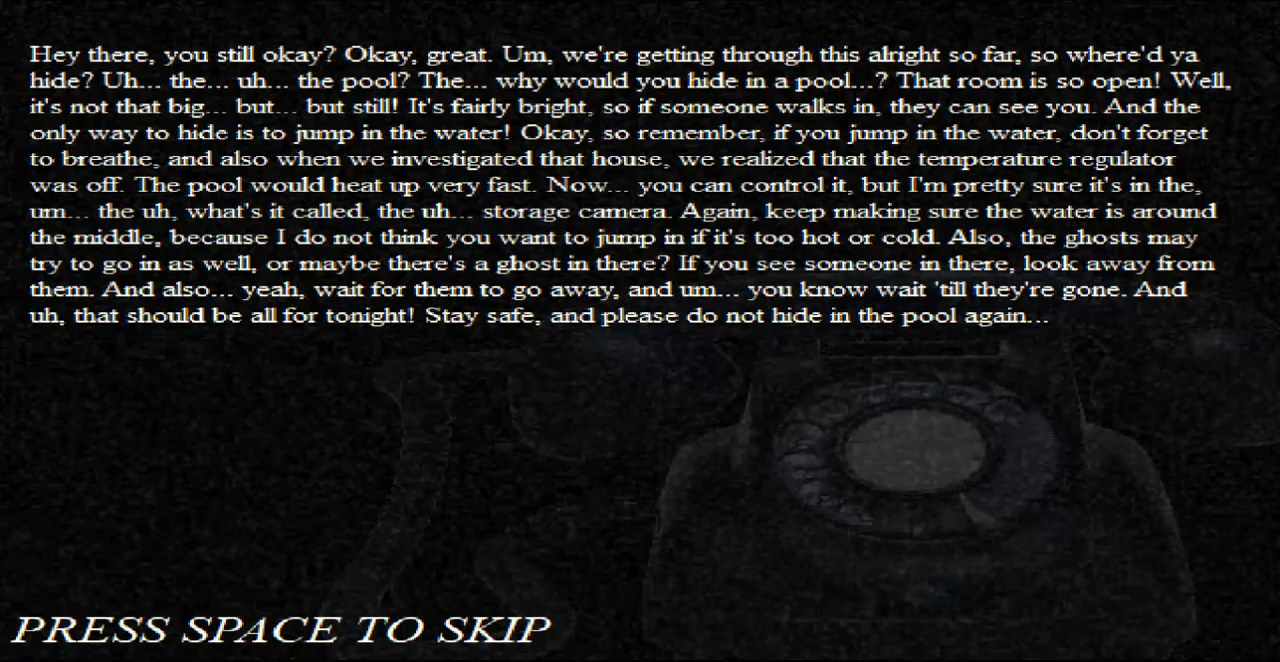 Hey there, you still okay? Okay, great. Um, we're getting through this alright so far, so where'd ya
hide? Uh... the... uh... the pool? The... why would you hide in a pool...? That room is so open! Well,
it's not that big... but... but still! It's fairly bright, so if someone walks in, they can see you. And the
only way to hide is to jump in the water! Okay, so remember, if you jump in the water, don't forget
to breathe, and also when we investigated that house, we realized that the temperature regulator
was off. The pool would heat up very fast. Now... you can control it, but I'm pretty sure it's in the,
um... the uh, what's it called, the uh... storage camera. Again, keep making sure the water is around
the middle, because I do not think you want to jump in if it's too hot or cold. Also, the ghosts may
try to go in as well, or maybe there's a ghost in there? If you see someone in there, look away from
them. And also... yeah, wait for them to go away, and um... you know wait 'till they're gone. And
uh, that should be all for tonight! Stay safe, and please do not hide in the pool again...
PRESS SPACE TO SKIP